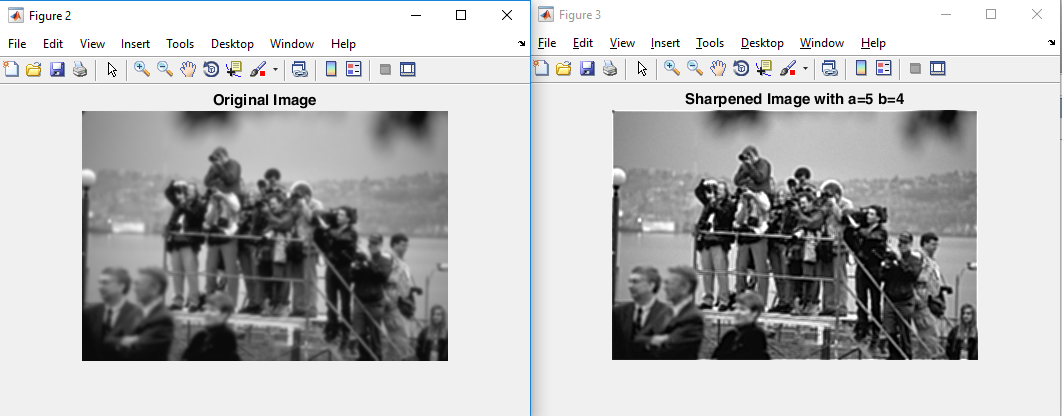 Figure 2
File Edit View Insert Tools Desktop Window Help
Original Image
Figure 3
File Edit View Insert Tools Desktop Window Help
Sharpened Image with a=5 b=4